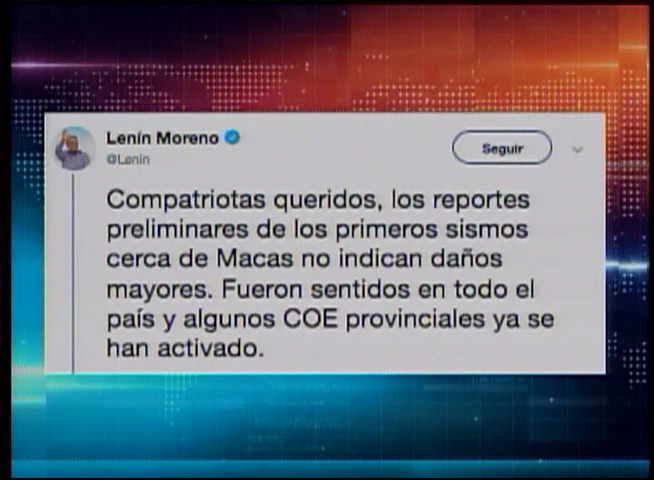 Lenín Moreno
@Lenin
Seguir
Compatriotas queridos, los reportes
preliminares de los primeros sismos
cerca de Macas no indican daños
mayores. Fueron sentidos en todo el
país y algunos COE provinciales ya se
han activado.